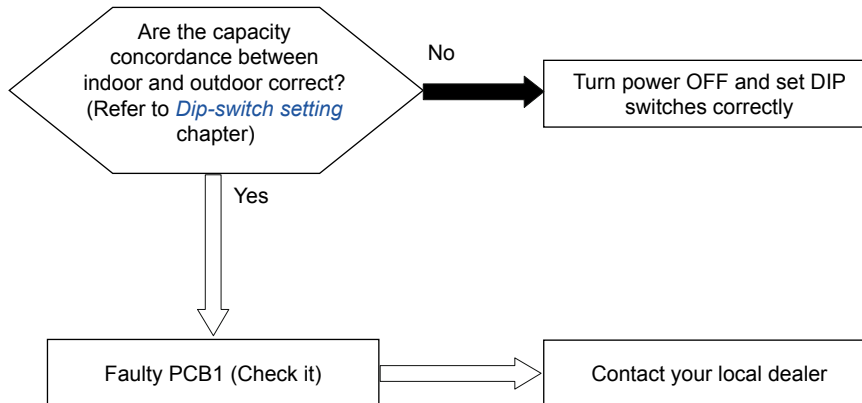 Are the capacity
concordance between
indoor and outdoor correct?
(Refer to Dip-switch setting
chapter)
No
Turn power OFF and set DIP
switches correctly
Yes
Faulty PCB1 (Check it)
Contact your local dealer